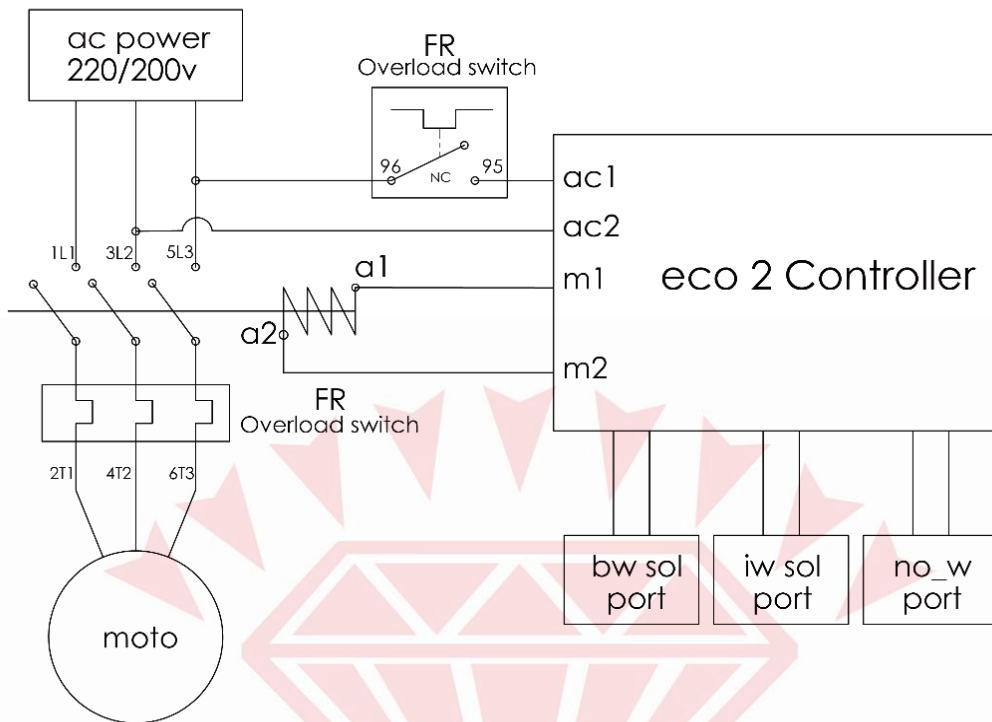 ac power
220/200v
FR
Overload switch
96
95
NC
ac1
ac2
1L1
3L2
5L3
a1
m1
eco 2 Controller
a2
m2
FR
Overload switch
2T1
4T2
6T3
bw sol
port
iw sol
port
no_w
port
moto